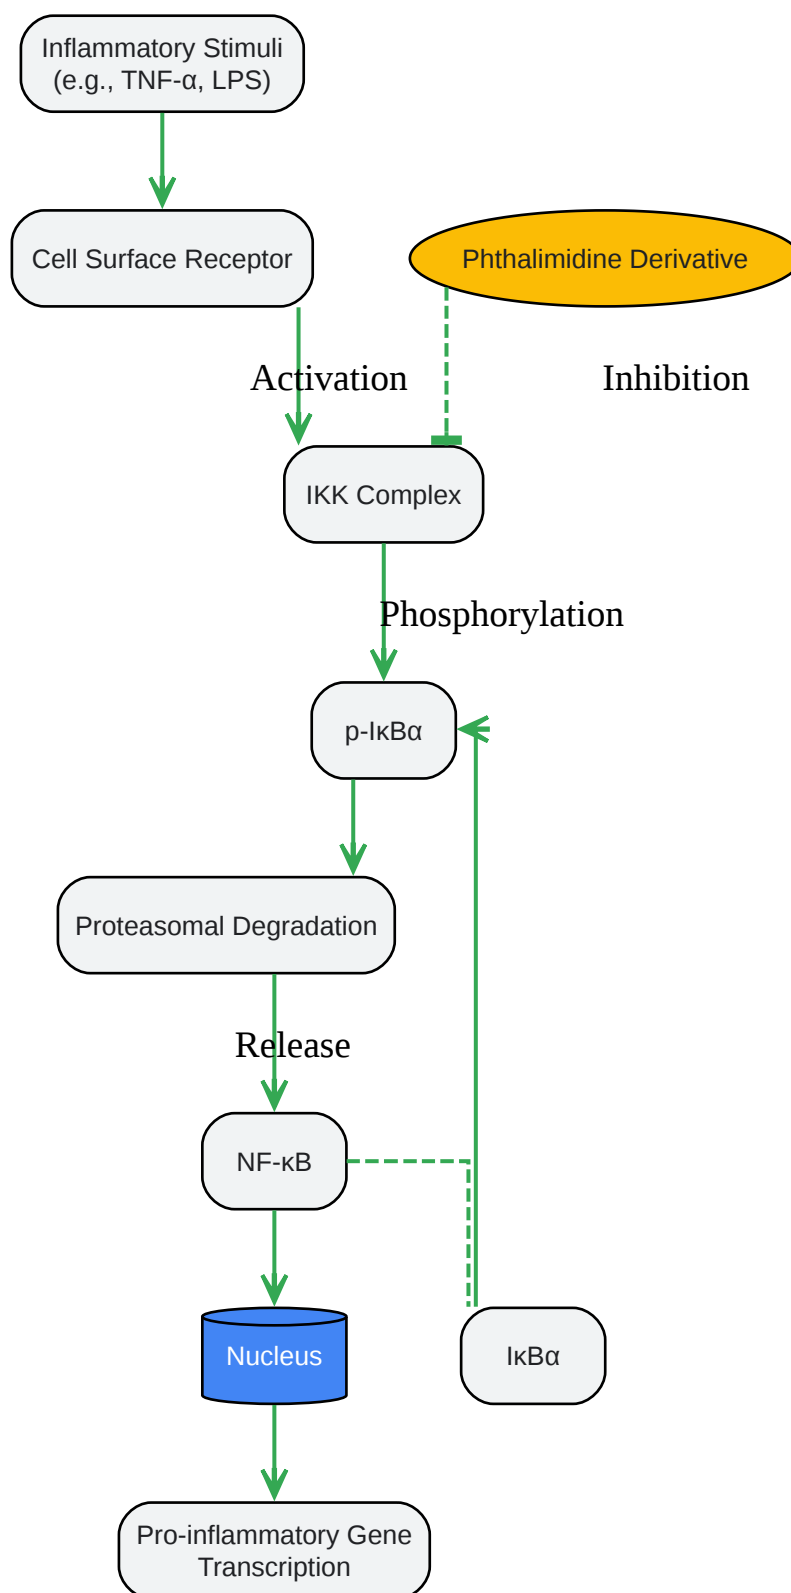 Inflammatory Stimuli
(e.g., TNF-α, LPS)
Cell Surface Receptor
Phthalimidine Derivative
Activation
Inhibition
IKK Complex
Phosphorylation
p-IκBα
Proteasomal Degradation
Release
NF-κB
Nucleus
IκBα
Pro-inflammatory Gene
Transcription